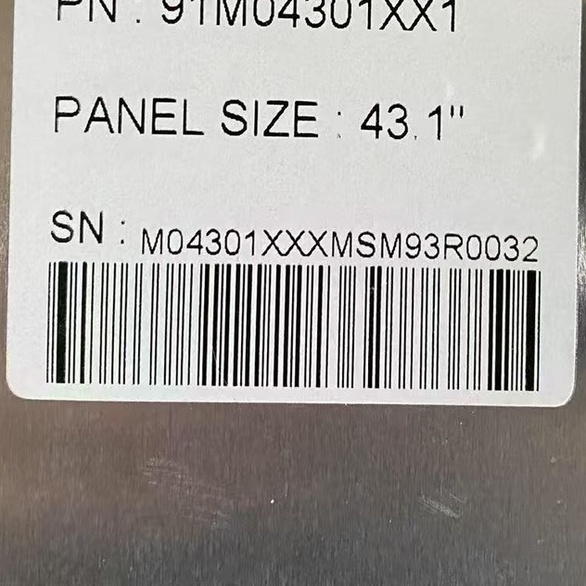 PN : 91M04301XX1
PANEL SIZE : 43.1"
SN : M04301XXXMSM93R0032